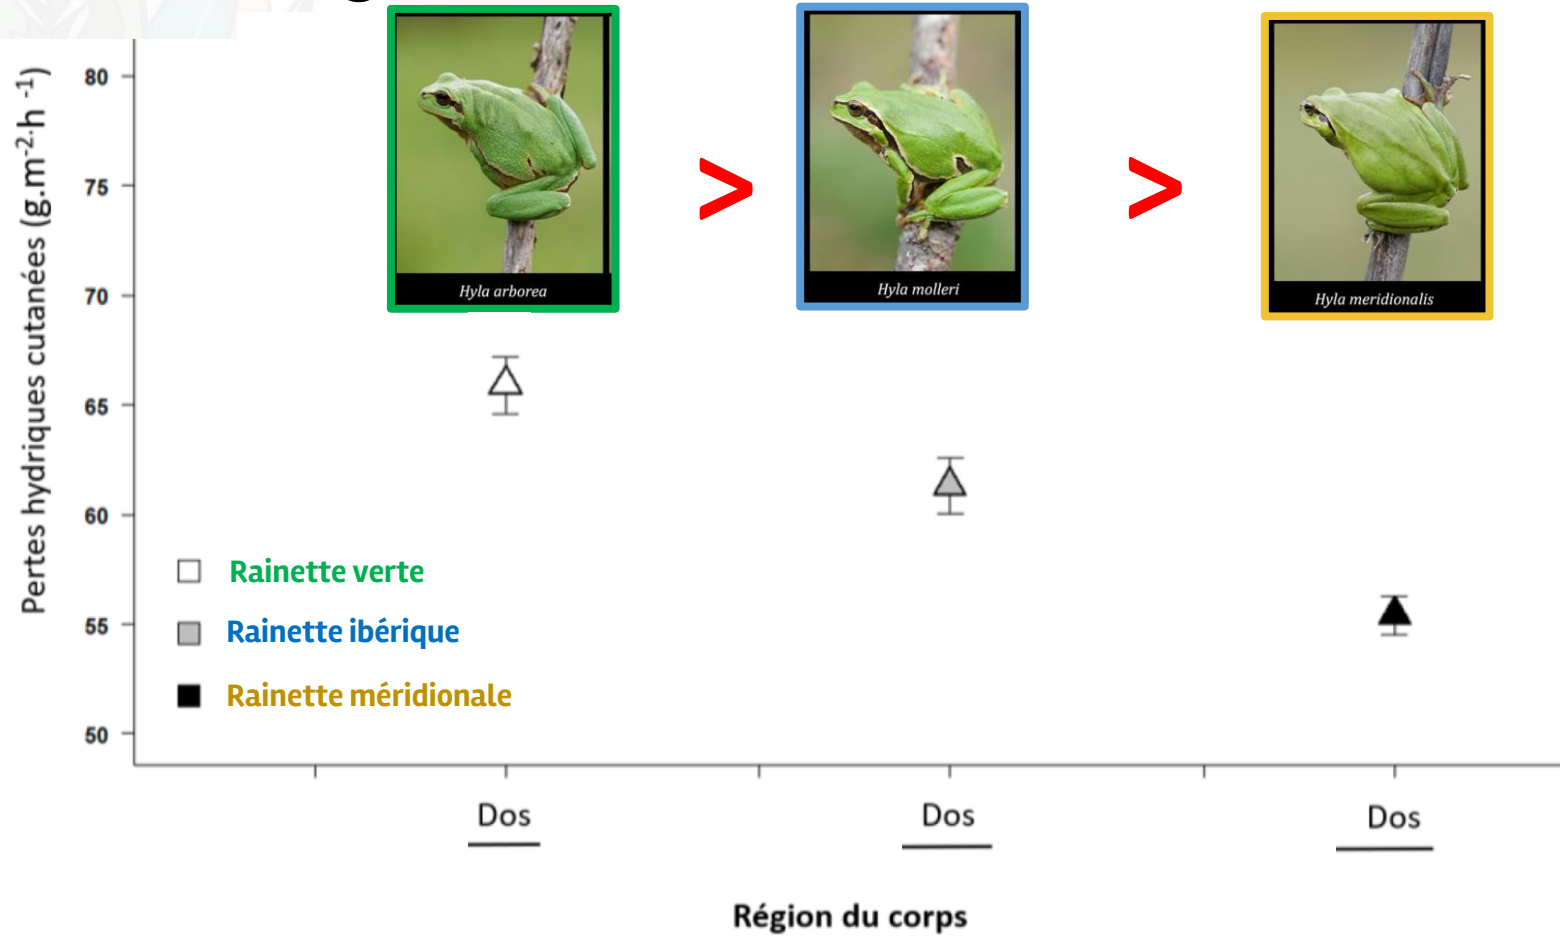 Hyla arborea
>
Hyla molleri
>
Hyla meridionalis
Pertes hydriques cutanées (g.m-2.h -1)
80
75
70
65
60
55
50
Rainette verte
Rainette ibérique
Rainette méridionale
Dos
Dos
Dos
Région du corps